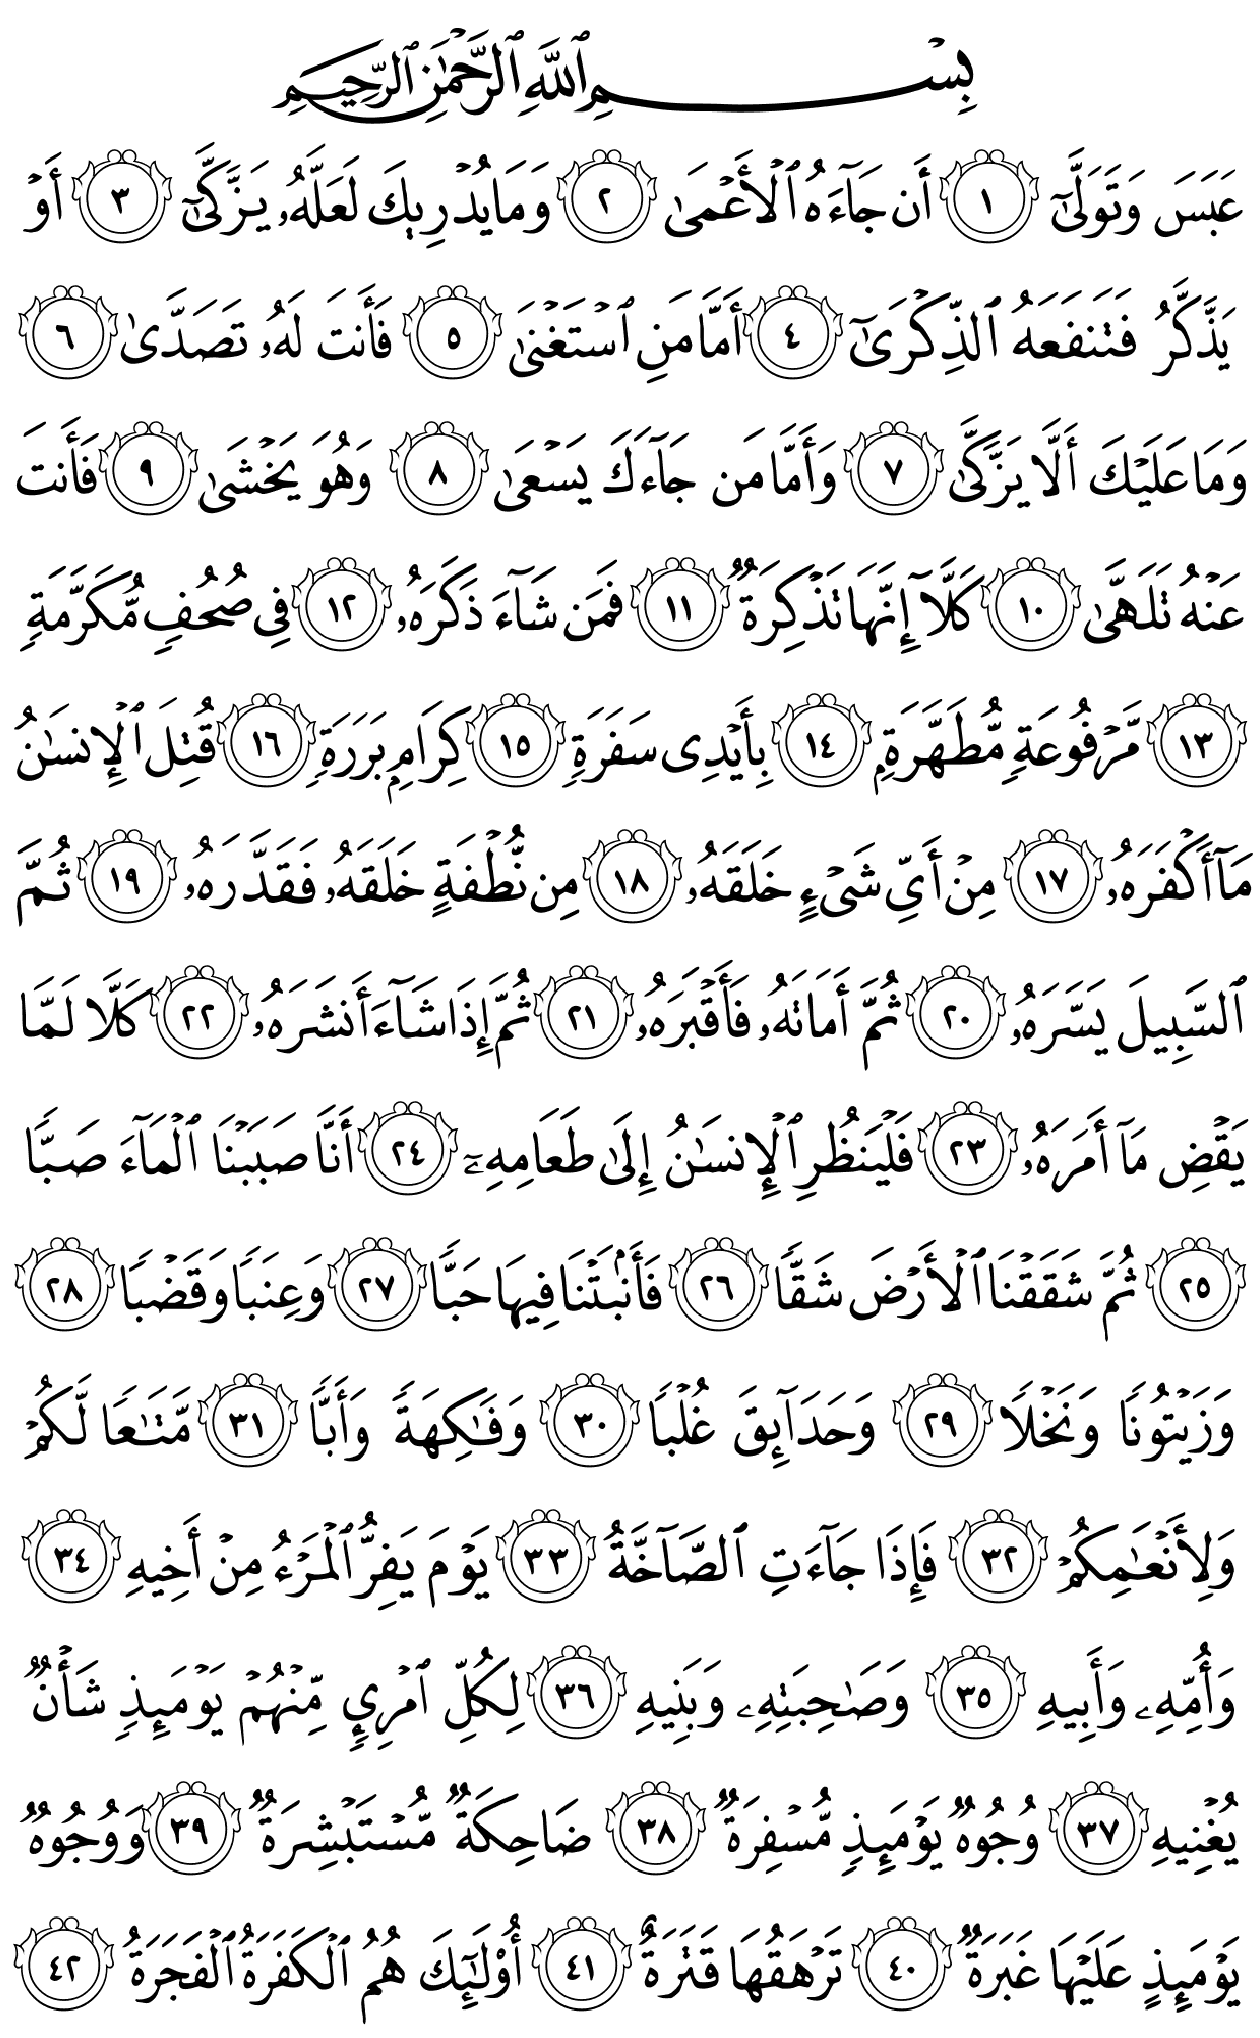 بِسۡمِ ٱللَّهِ ٱلرَّحۡمَٰنِ ٱلرَّحِيمِ
عَبَسَ وَتَوَلَّىٰٓ ١ أَن جَآءَهُ ٱلۡأَعۡمَىٰ ٢ وَمَا يُدۡرِيكَ لَعَلَّهُۥ يَزَّكَّىٰٓ ٣ أَوۡ
يَذَّكَّرُ فَتَنفَعَهُ ٱلذِّكۡرَىٰٓ ٤ أَمَّا مَنِ ٱسۡتَغۡنَىٰ ٥ فَأَنتَ لَهُۥ تَصَدَّىٰ ٦
وَمَا عَلَيۡكَ أَلَّا يَزَّكَّىٰ ٧ وَأَمَّا مَن جَآءَكَ يَسۡعَىٰ ٨ وَهُوَ يَخۡشَىٰ ٩ فَأَنتَ
عَنۡهُ تَلَهَّىٰ ١٠ كَلَّآ إِنَّهَا تَذۡكِرَةٞ ١١ فَمَن شَآءَ ذَكَرَهُۥ ١٢ فِي صُحُفٖ مُّكَرَّمَةٖ
١٣ مَّرۡفُوعَةٖ مُّطَهَّرَةِۭ ١٤ بِأَيۡدِي سَفَرَةٖ ١٥ كِرَامِۭ بَرَرَةٖ ١٦ قُتِلَ ٱلۡإِنسَٰنُ
مَآ أَكۡفَرَهُۥ ١٧ مِنۡ أَيِّ شَيۡءٍ خَلَقَهُۥ ١٨ مِن نُّطۡفَةٍ خَلَقَهُۥ فَقَدَّرَهُۥ ١٩ ثُمَّ
ٱلسَّبِيلَ يَسَّرَهُۥ ٢٠ ثُمَّ أَمَاتَهُۥ فَأَقۡبَرَهُۥ ٢١ ثُمَّ إِذَا شَآءَ أَنشَرَهُۥ ٢٢ كَلَّا لَمَّا
يَقۡضِ مَآ أَمَرَهُۥ ٢٣ فَلۡيَنظُرِ ٱلۡإِنسَٰنُ إِلَىٰ طَعَامِهِۦٓ ٢٤ أَنَّا صَبَبۡنَا ٱلۡمَآءَ صَبّٗا
٢٥ ثُمَّ شَقَقۡنَا ٱلۡأَرۡضَ شَقّٗا ٢٦ فَأَنۢبَتۡنَا فِيهَا حَبّٗا ٢٧ وَعِنَبٗا وَقَضۡبٗا ٢٨
وَزَيۡتُونٗا وَنَخۡلٗا ٢٩ وَحَدَآئِقَ غُلۡبٗا ٣٠ وَفَٰكِهَةٗ وَأَبّٗا ٣١ مَّتَٰعٗا لَّكُمۡ
وَلِأَنۡعَٰمِكُمۡ ٣٢ فَإِذَا جَآءَتِ ٱلصَّآخَّةُ ٣٣ يَوۡمَ يَفِرُّ ٱلۡمَرۡءُ مِنۡ أَخِيهِ ٣٤
وَأُمِّهِۦ وَأَبِيهِ ٣٥ وَصَٰحِبَتِهِۦ وَبَنِيهِ ٣٦ لِكُلِّ ٱمۡرِيٕٖ مِّنۡهُمۡ يَوۡمَئِذٖ شَأۡنٞ
يُغۡنِيهِ ٣٧ وُجُوهٞ يَوۡمَئِذٖ مُّسۡفِرَةٞ ٣٨ ضَاحِكَةٞ مُّسۡتَبۡشِرَةٞ ٣٩ وَوُجُوهٞ
يَوۡمَئِذٍ عَلَيۡهَا غَبَرَةٞ ٤٠ تَرۡهَقُهَا قَتَرَةٌ ٤١ أُوْلَٰٓئِكَ هُمُ ٱلۡكَفَرَةُ ٱلۡفَجَرَةُ ٤٢